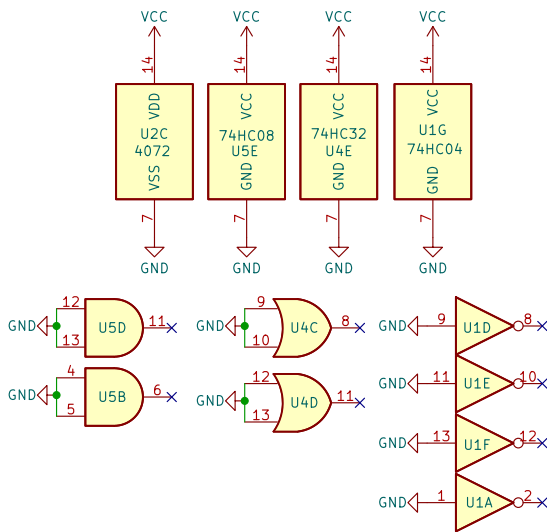 VCC VCC VCC VCC
14 14 14 14
VDD VCC VCC VCC
U2C 74HC08 74HC32 U1G
4072 U5E U4E 74HC04
VSS GND GND GND
7 7 7 7
GND GND GND GND
12 9
GND U5D 11 GND U4C 8 GND 9 U1D 8
13 10
4 12 GND 11 U1E 10
GND U5B 6 GND U4D 11
5 13
GND 13 U1F 12
GND 1 U1A 2